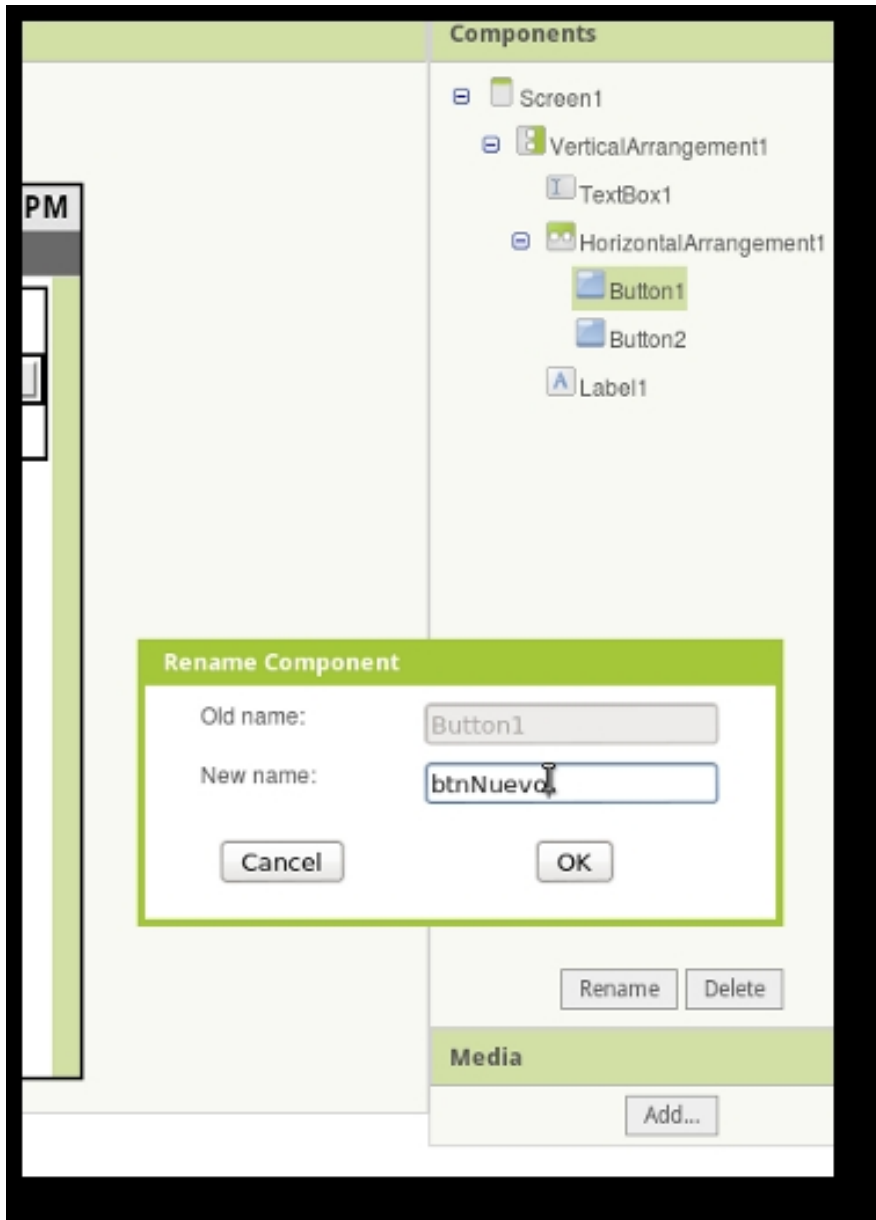 Components
Screen1
VerticalArrangement1
PM
TextBox1
HorizontalArrangement1
Button1
Button2
Label1
Rename Component
Old name:
Button1
New name:
btnNuevo
Cancel
OK
Rename
Delete
Media
Add...